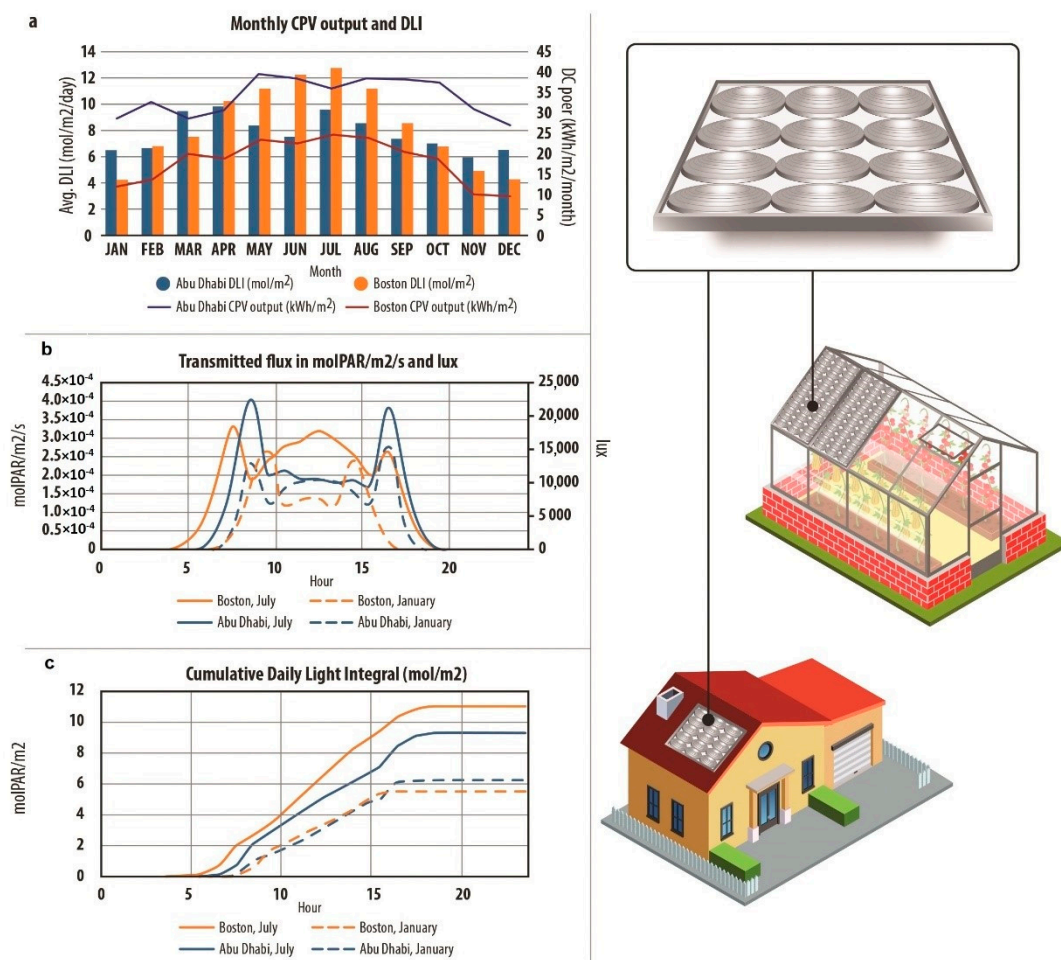 a
Monthly CPV output and DLI
14
12
10
8
6
4
2
0
Avg. DLI (mol/m2/day)
45
40
35
30
25
20
15
10
5
0
DC poer (kWh/m2/month)
JAN FEB MAR APR MAY JUN JUL AUG SEP OCT NOV DEC
Month
Abu Dhabi DLI (mol/m2) Boston DLI (mol/m2)
Abu Dhabi CPV output (kWh/m2) Boston CPV output (kWh/m2)
b
Transmitted flux in molPAR/m2/s and lux
4.5×10-4
4.0×10-4
3.5×10-4
3.0×10-4
2.5×10-4
2.0×10-4
1.5×10-4
1.0×10-4
0.5×10-4
0
molPAR/m2/s
25,000
20,000
15,000
10,000
5 000
0
lux
0 5 10 15 20
Hour
Boston, July Boston, January
Abu Dhabi, July Abu Dhabi, January
c
Cumulative Daily Light Integral (mol/m2)
12
10
8
6
4
2
0
molPAR/m2
0 5 10 15 20
Hour
Boston, July Boston, January
Abu Dhabi, July Abu Dhabi, January